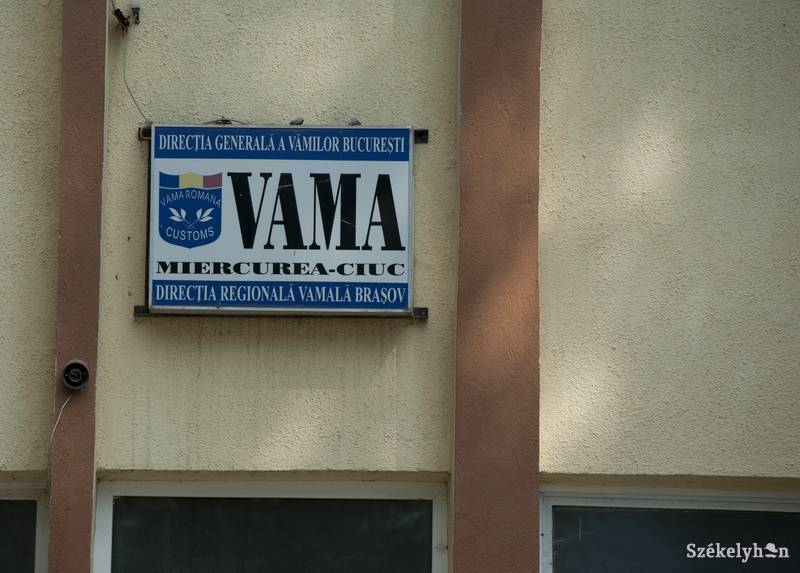 DIRECȚIA GENERALĂ A VĂMILOR BUCUREȘTI
VAMA ROMANA
CUSTOMS
VAMA
MIERCUREA-CIUC
DIRECȚIA REGIONALĂ VAMALĂ BRAȘOV
Székelyhon